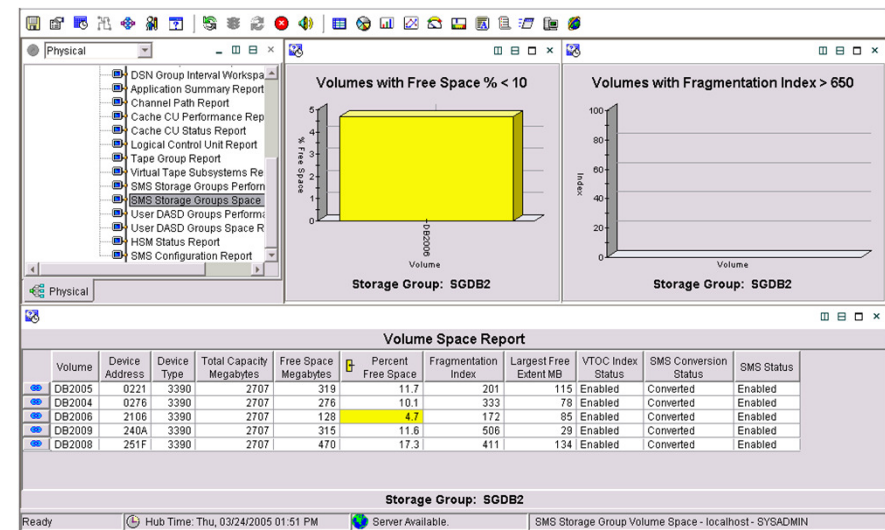 Physical
DSN Group Interval Workspa
Application Summary Report
Channel Path Report
Cache CU Performance Rep
Cache CU Status Report
Logical Control Unit Report
Tape Group Report
Virtual Tape Subsystems Re
SMS Storage Groups Perforn
SMS Storage Groups Space
User DASD Groups Performa
User DASD Groups Space R
HSM Status Report
SMS Configuration Report
Physical
Volumes with Free Space % < 10
% Free Space
5
4
3
2
1
0
DB2006
Volume
Storage Group: SGDB2
Volumes with Fragmentation Index > 650
Index
100
80
60
40
20
0
Volume
Storage Group: SGDB2
Volume Space Report
Volume Device Address Device Type Total Capacity Megabytes Free Space Megabytes Percent Free Space Fragmentation Index Largest Free Extent MB VTOC Index Status SMS Conversion Status SMS Status
DB2005 0221 3390 2707 319 11.7 201 115 Enabled Converted Enabled
DB2004 0276 3390 2707 276 10.1 333 78 Enabled Converted Enabled
DB2006 2106 3390 2707 128 4.7 172 85 Enabled Converted Enabled
DB2009 240A 3390 2707 315 11.6 506 29 Enabled Converted Enabled
DB2008 251F 3390 2707 470 17.3 411 134 Enabled Converted Enabled
Storage Group: SGDB2
Ready Hub Time: Thu, 03/24/2005 01:51 PM Server Available. SMS Storage Group Volume Space - localhost - SYSADMIN